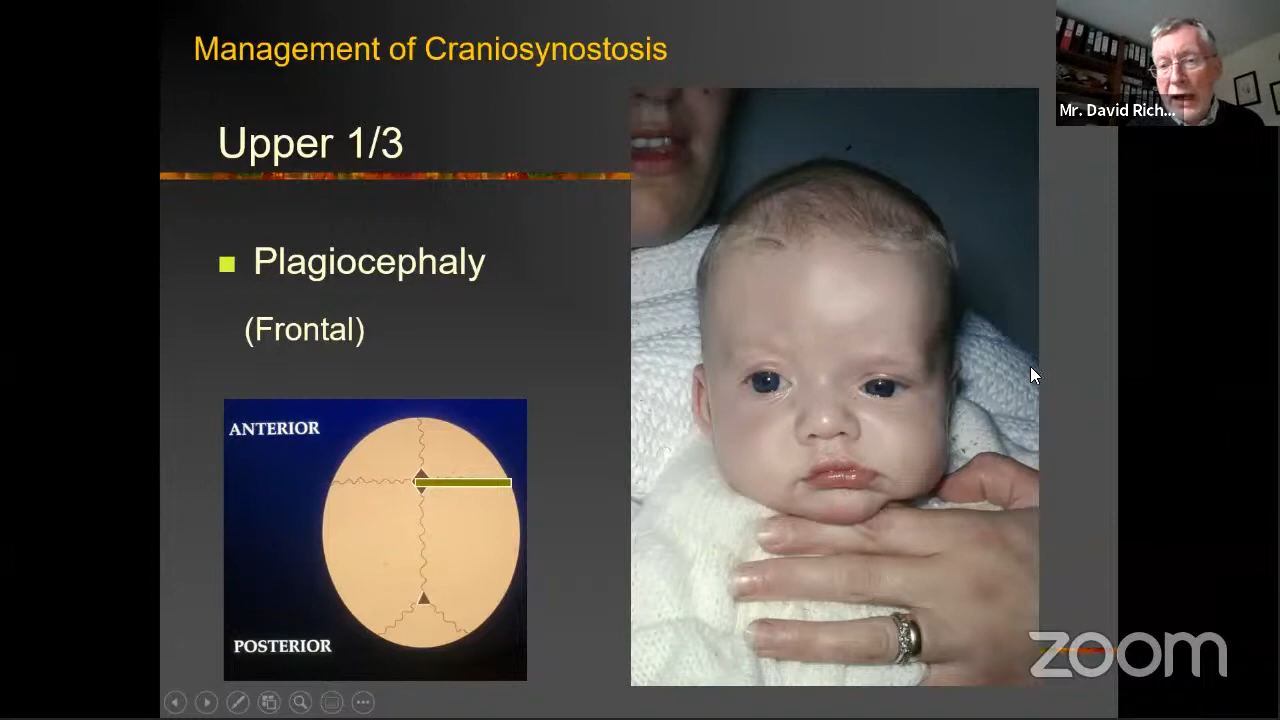 Management of Craniosynostosis
Mr. David Rich...
Upper 1/3
Plagiocephaly
(Frontal)
ANTERIOR
POSTERIOR
zoom